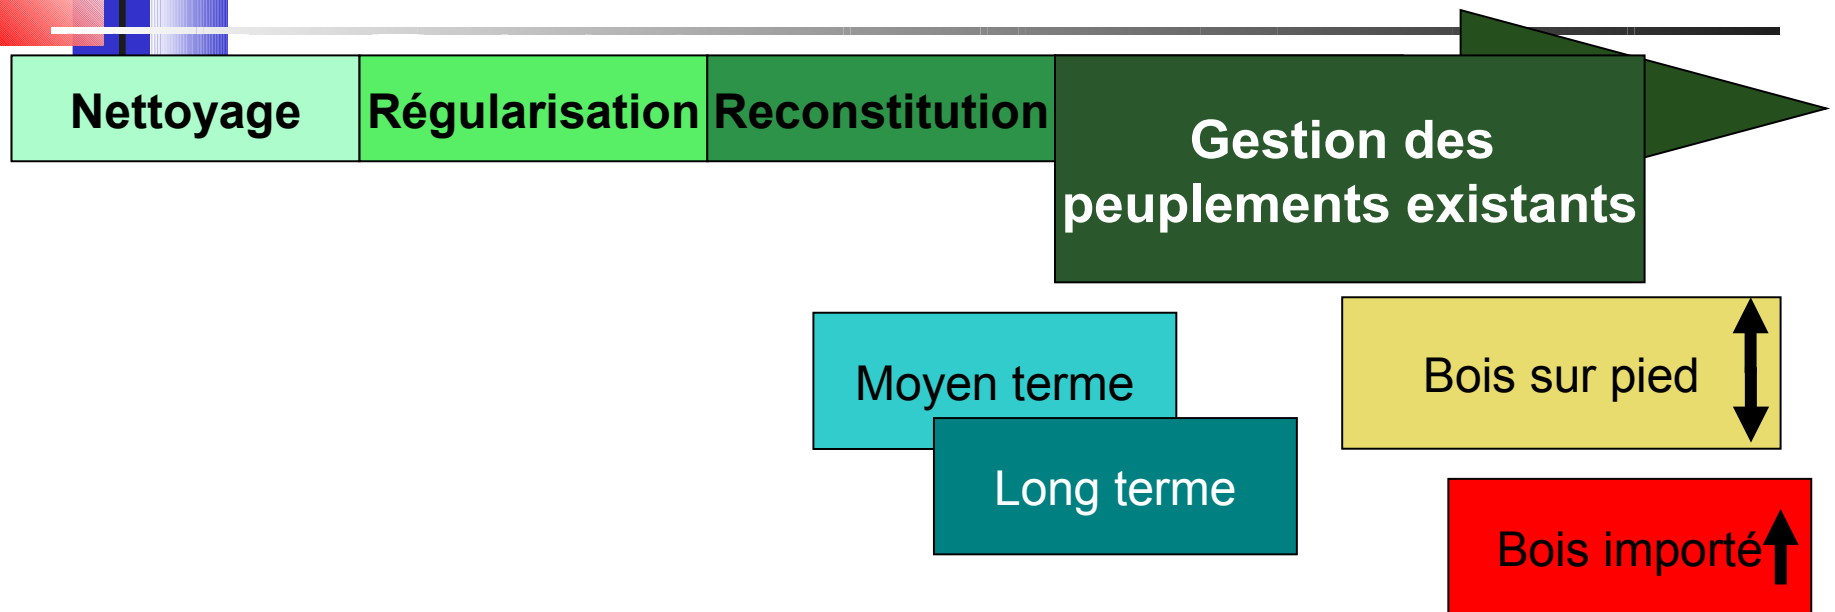 Nettoyage
Régularisation
Reconstitution
Gestion des
peuplements existants
Moyen terme
Bois sur pied
Long terme
Bois importé